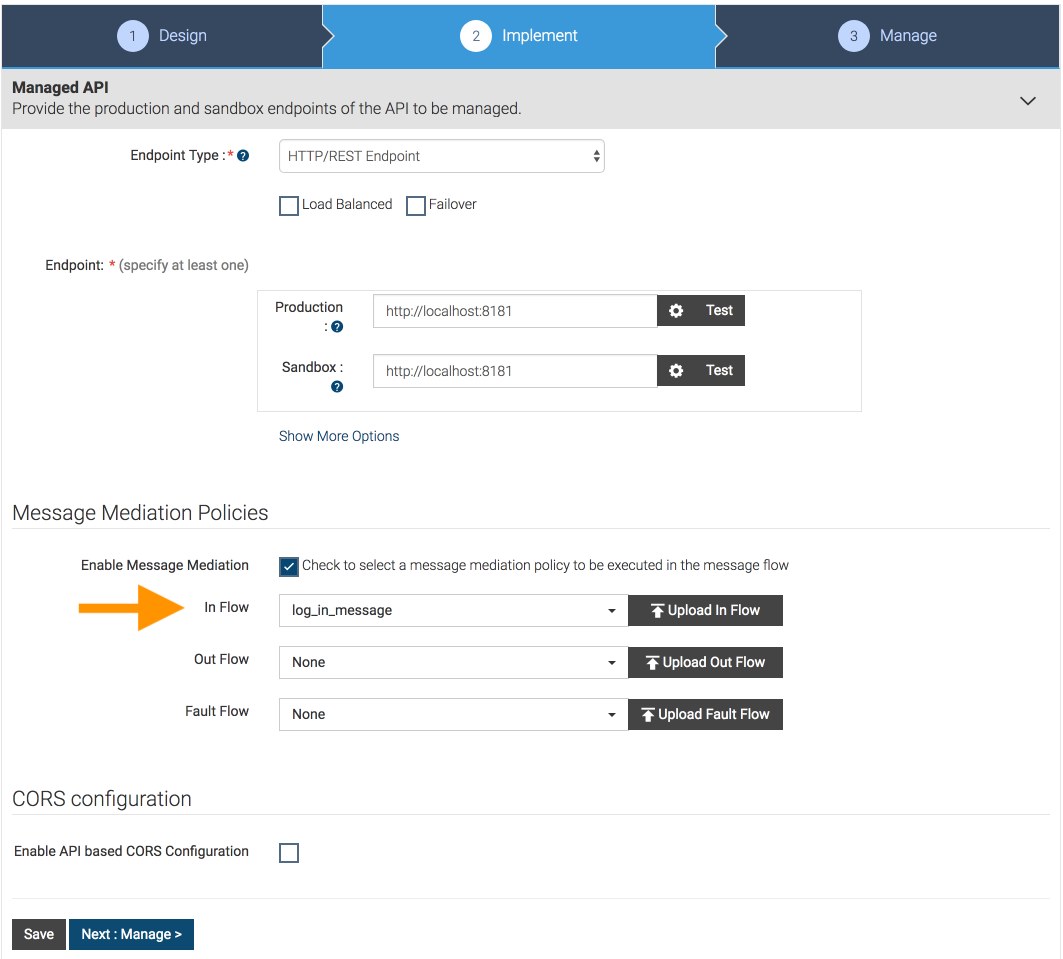 1 Design 2 Implement 3 Manage
Managed API
Provide the production and sandbox endpoints of the API to be managed.
Endpoint Type : * ? HTTP/REST Endpoint
Load Balanced Failover
Endpoint: * (specify at least one)
Production http://localhost:8181 Test
: ?
Sandbox : http://localhost:8181 Test
?
Show More Options
Message Mediation Policies
Enable Message Mediation Check to select a message mediation policy to be executed in the message flow
In Flow log_in_message Upload In Flow
Out Flow None Upload Out Flow
Fault Flow None Upload Fault Flow
CORS configuration
Enable API based CORS Configuration
Save Next : Manage >